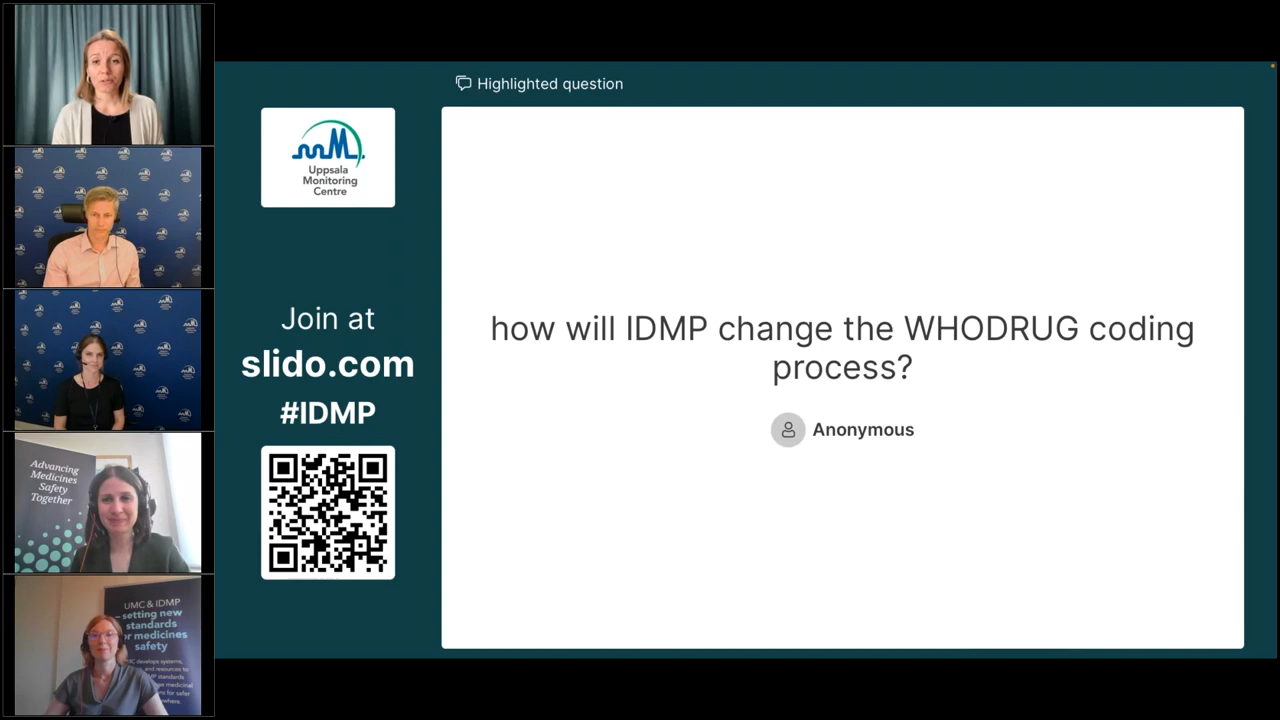 Highlighted question
Uppsala
Monitoring
Centre
Join at
slido.com
#IDMP
how will IDMP change the WHODRUG coding
process?
Anonymous
Advancing
Medicines
Safety
Together
UMC & IDMP
– setting new
standards
for medicines
safety